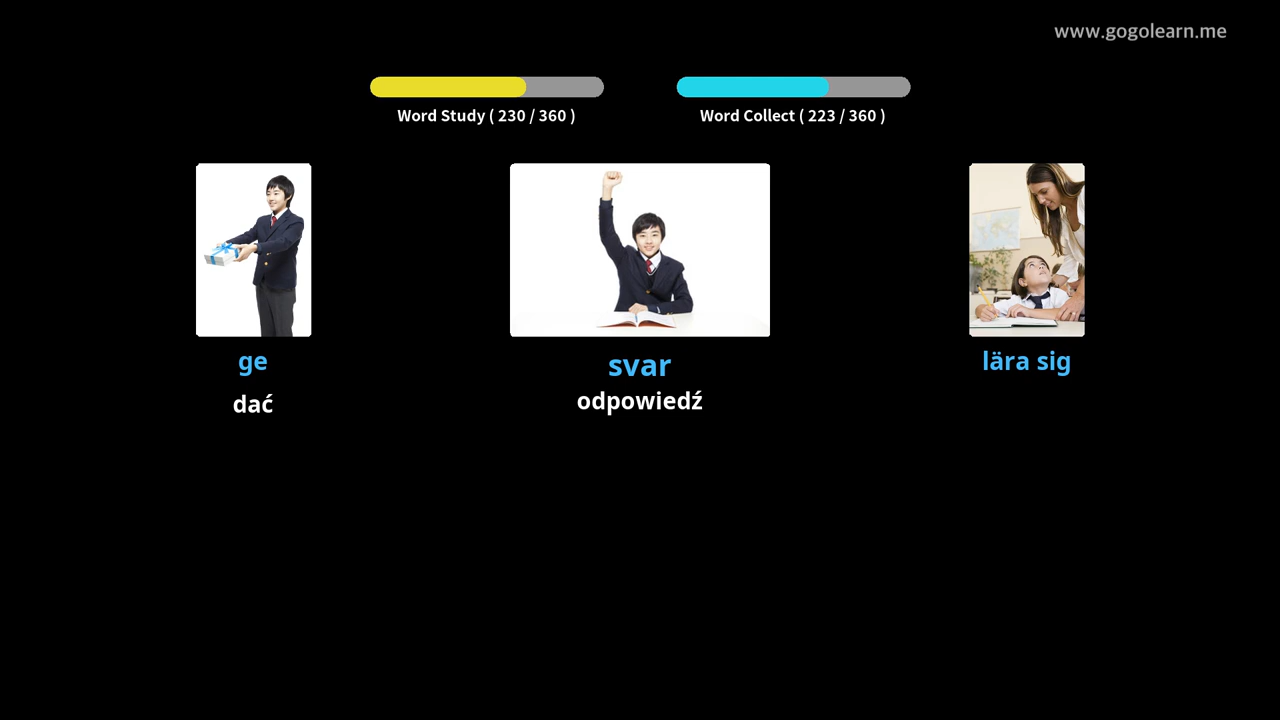 www.gogolearn.me
Word Study ( 230 / 360 )
Word Collect ( 223 / 360 )
ge
dać
svar
odpowiedź
lära sig